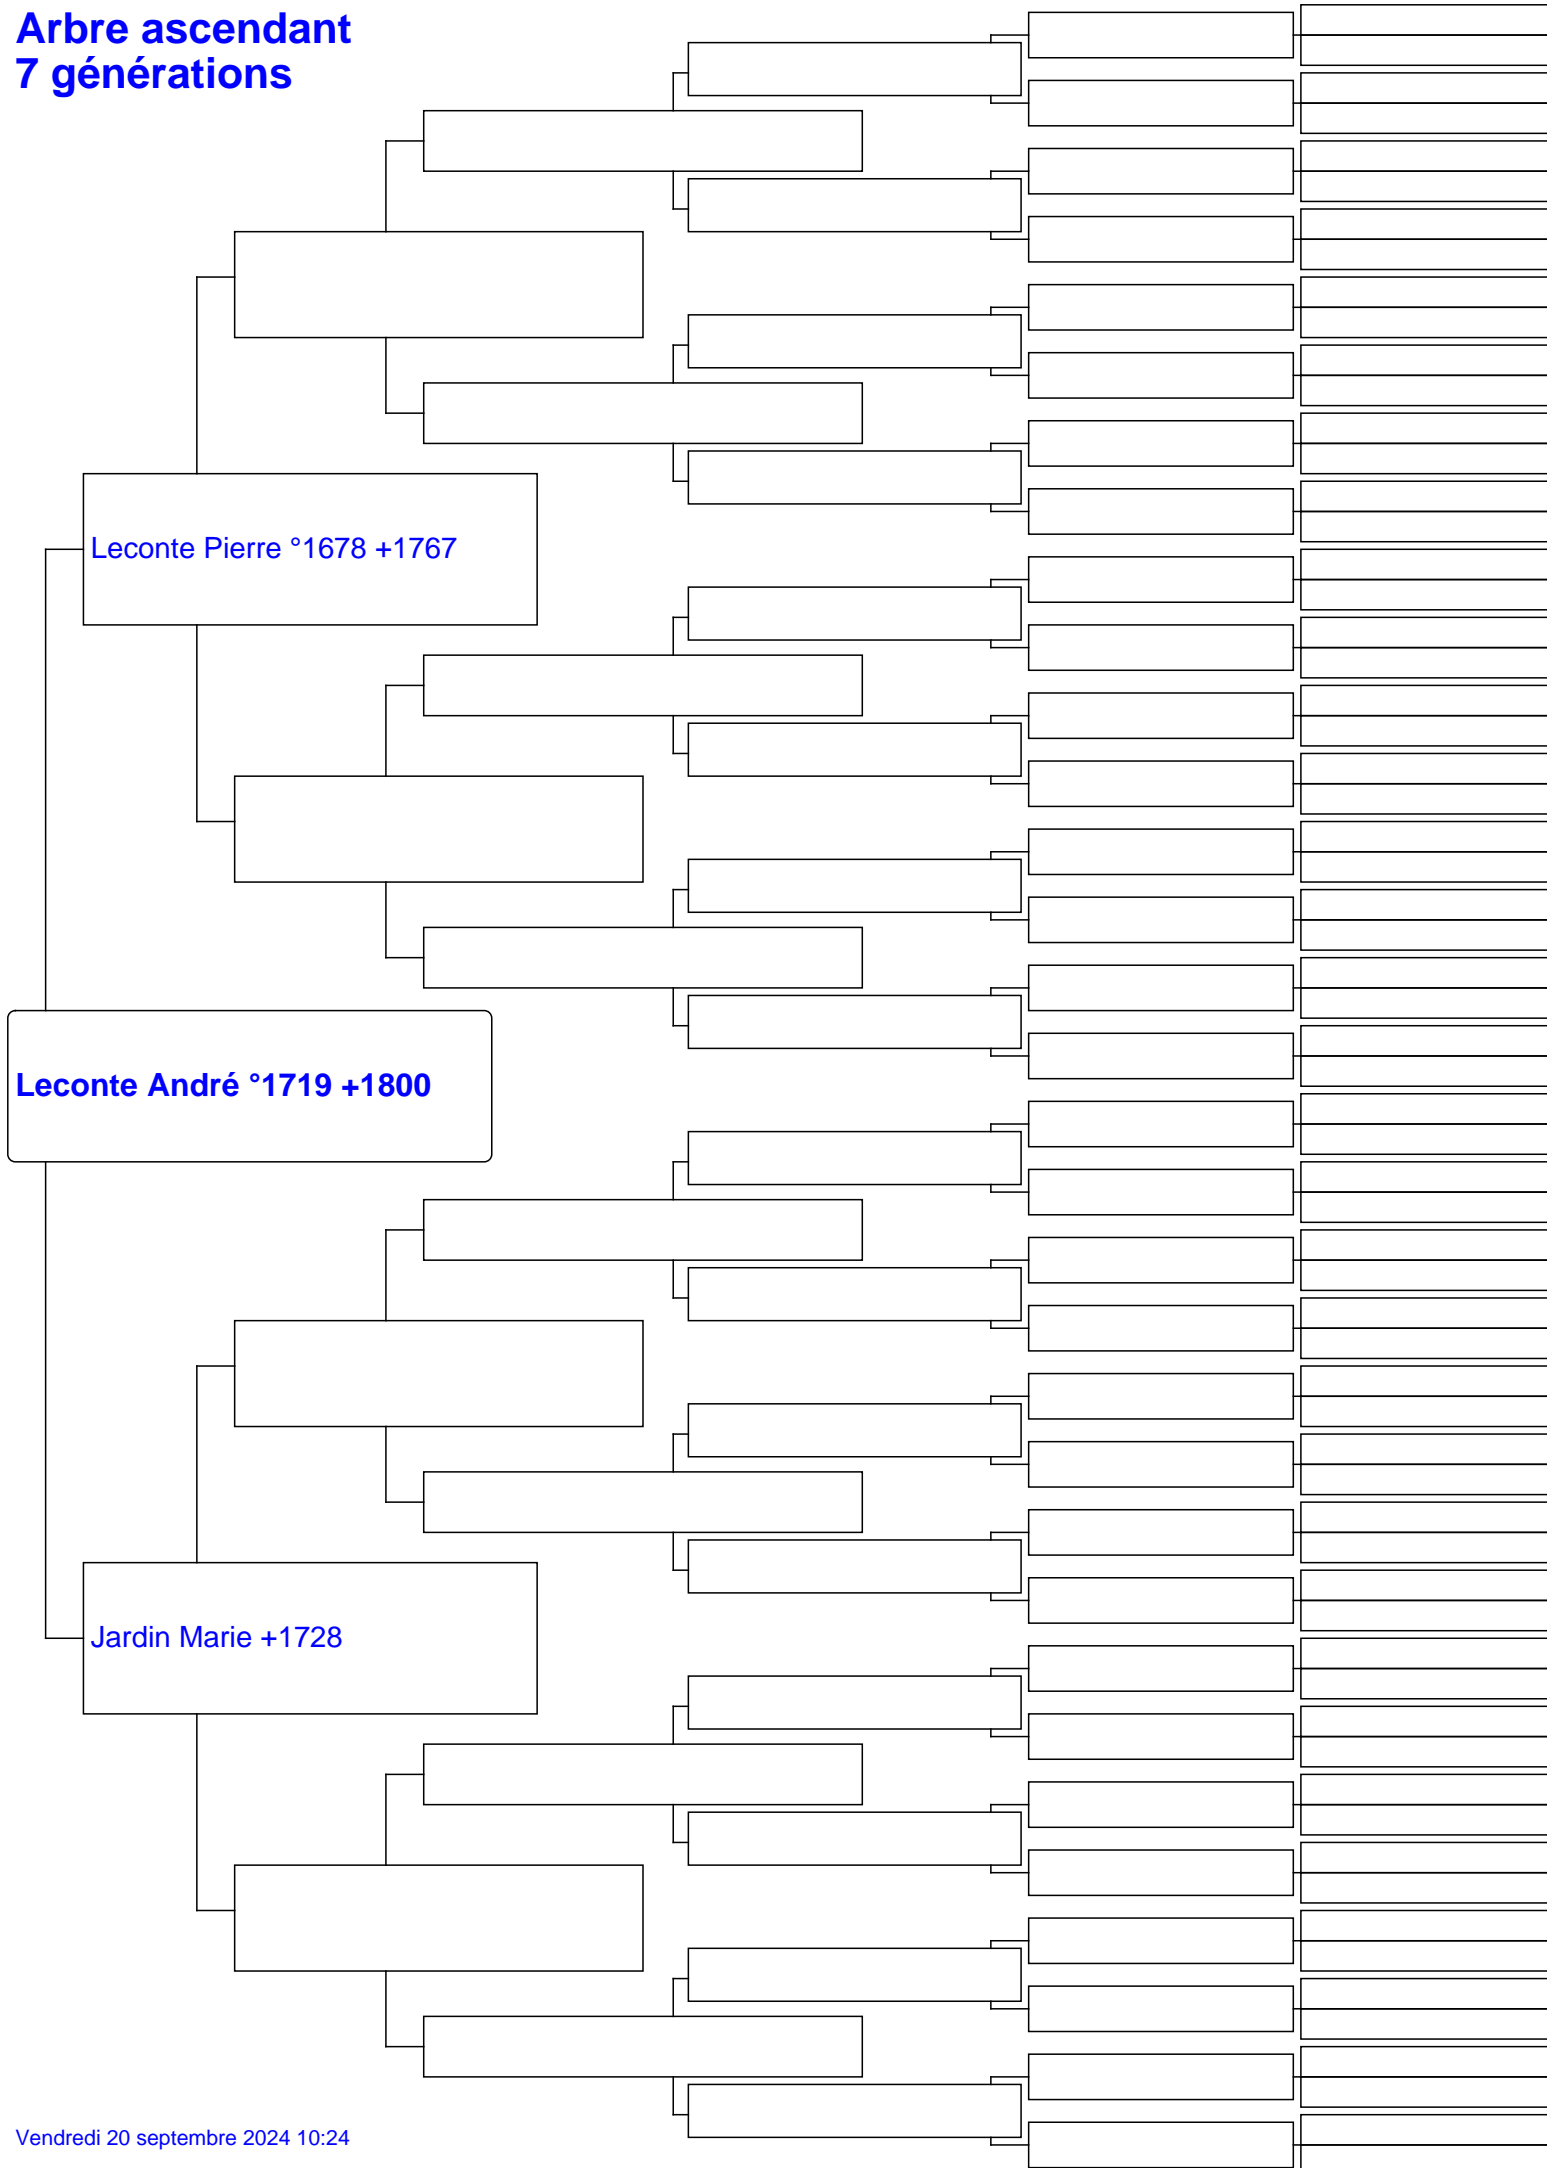 Arbre ascendant
7 générations
Leconte Pierre °1678 +1767
Leconte André °1719 +1800
Jardin Marie +1728
Vendredi 20 septembre 2024 10:24